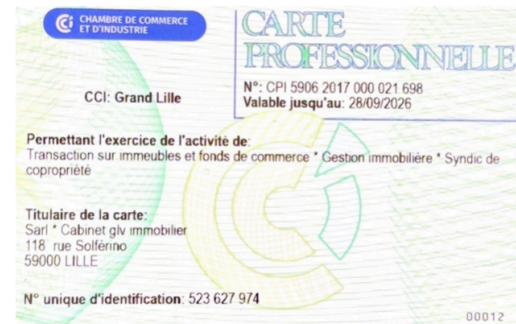 CHAMBRE DE COMMERCE
ET D'INDUSTRIE
CARTE
PROFESSIONNELLE
CCI: Grand Lille
N°: CPI 5906 2017 000 021 698
Valable jusqu'au: 28/09/2026
Permettant l'exercice de l'activité de:
Transaction sur immeubles et fonds de commerce * Gestion immobilière * Syndic de
copropriété
Titulaire de la carte:
Sarl * Cabinet glv immobilier
118 rue Solférino
59000 LILLE
N° unique d'identification: 523 627 974
00012